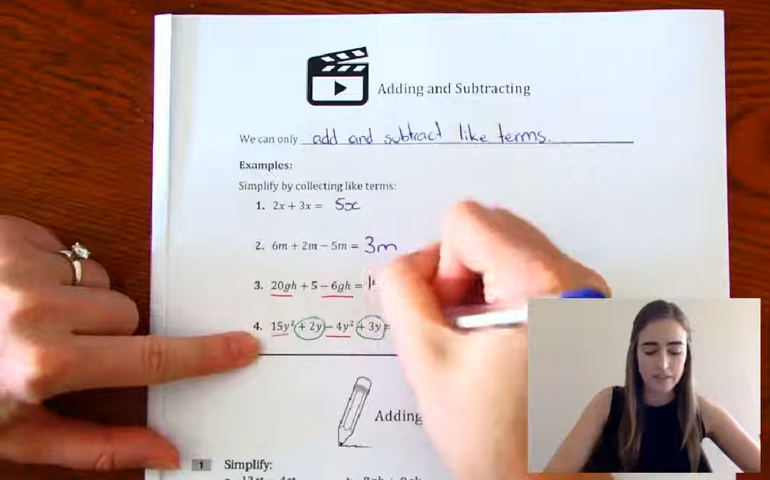 Adding and Subtracting
We can only add and subtract like terms.
Examples:
Simplify by collecting like terms:
1. 2x + 3x = 5x
2. 6m + 2m − 5m = 3m
3. 20gh + 5 − 6gh = 1
4. 15y² + 2y − 4y² + 3y =
Adding
1 Simplify: